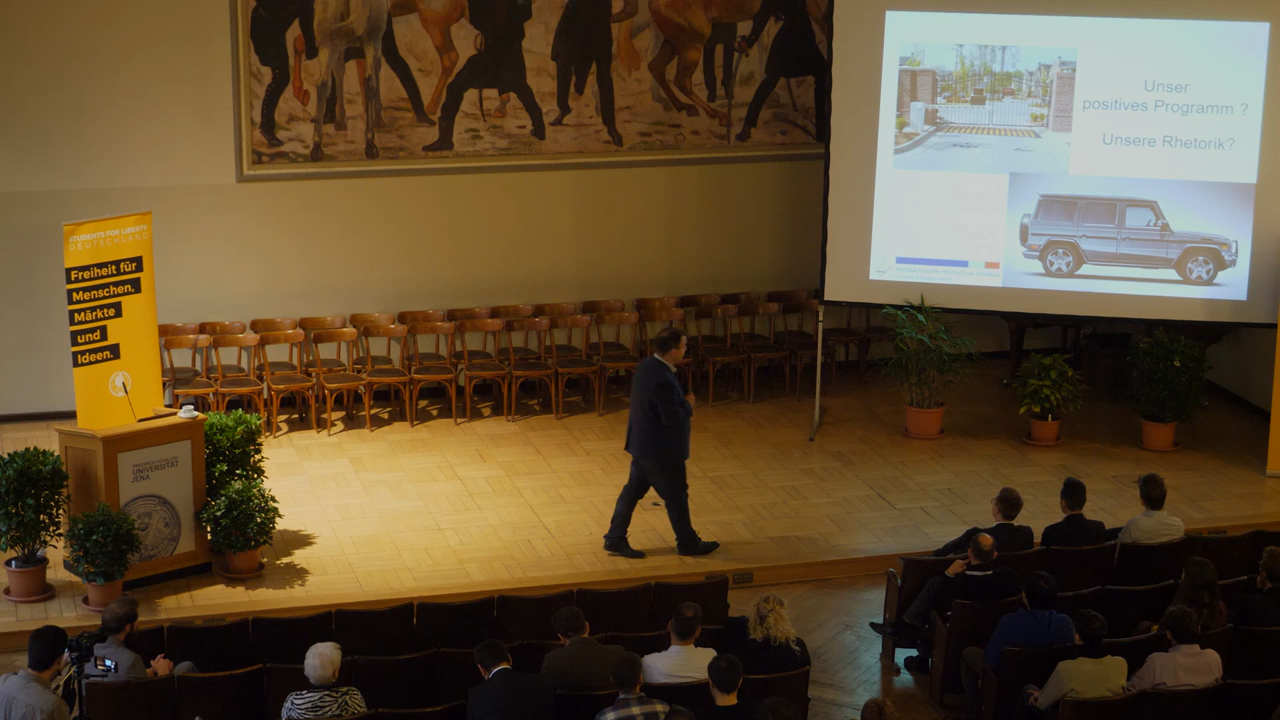 STUDENTS FOR LIBERTY
DEUTSCHLAND
Freiheit für
Menschen,
Märkte
und
Ideen.
FRIEDRICH-SCHILLER-
UNIVERSITÄT
JENA
Unser
positives Programm ?
Unsere Rhetorik?